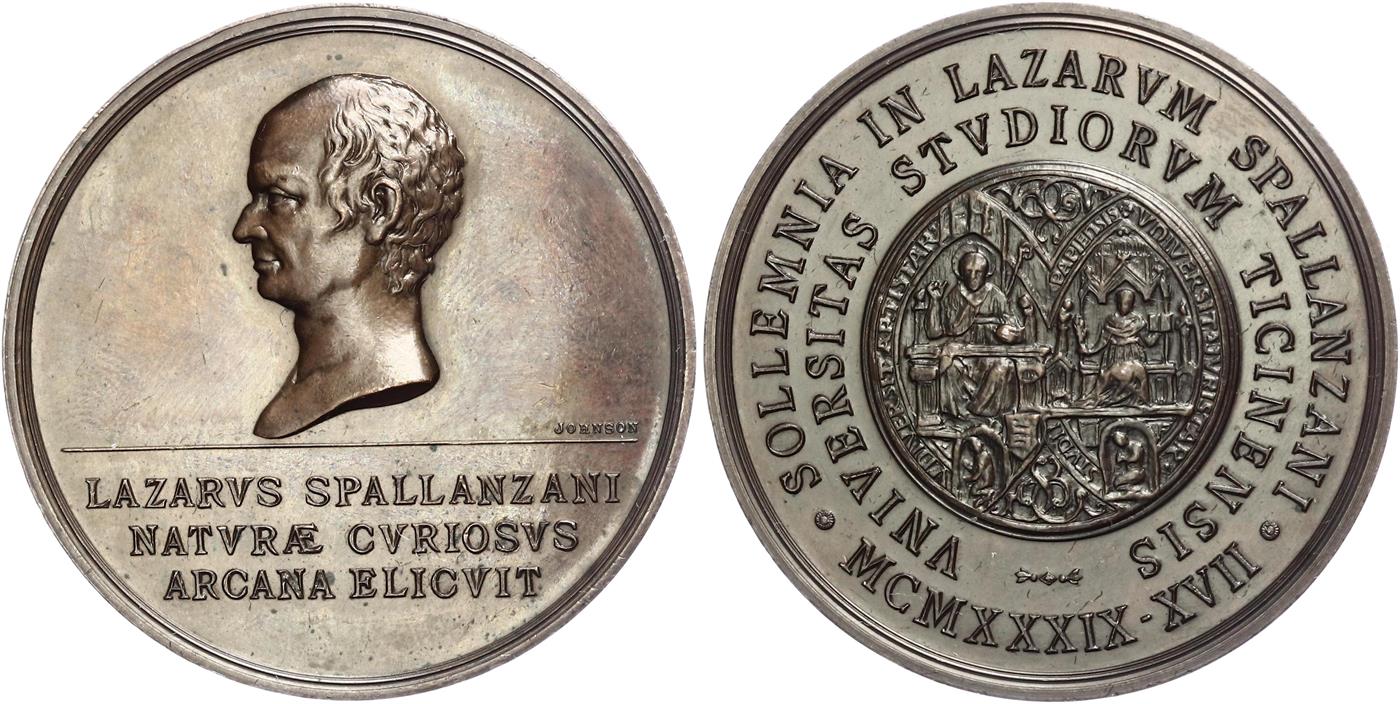 JOHNSON
LAZARVS SPALLANZANI
NATVRÆ CVRIOSVS
ARCANA ELICVIT
SOLLEMNIA IN LAZARVM SPALLANZANI
MCMXXXIX-XVII
VNIVERSITAS STVDIORVM TICINENSIS